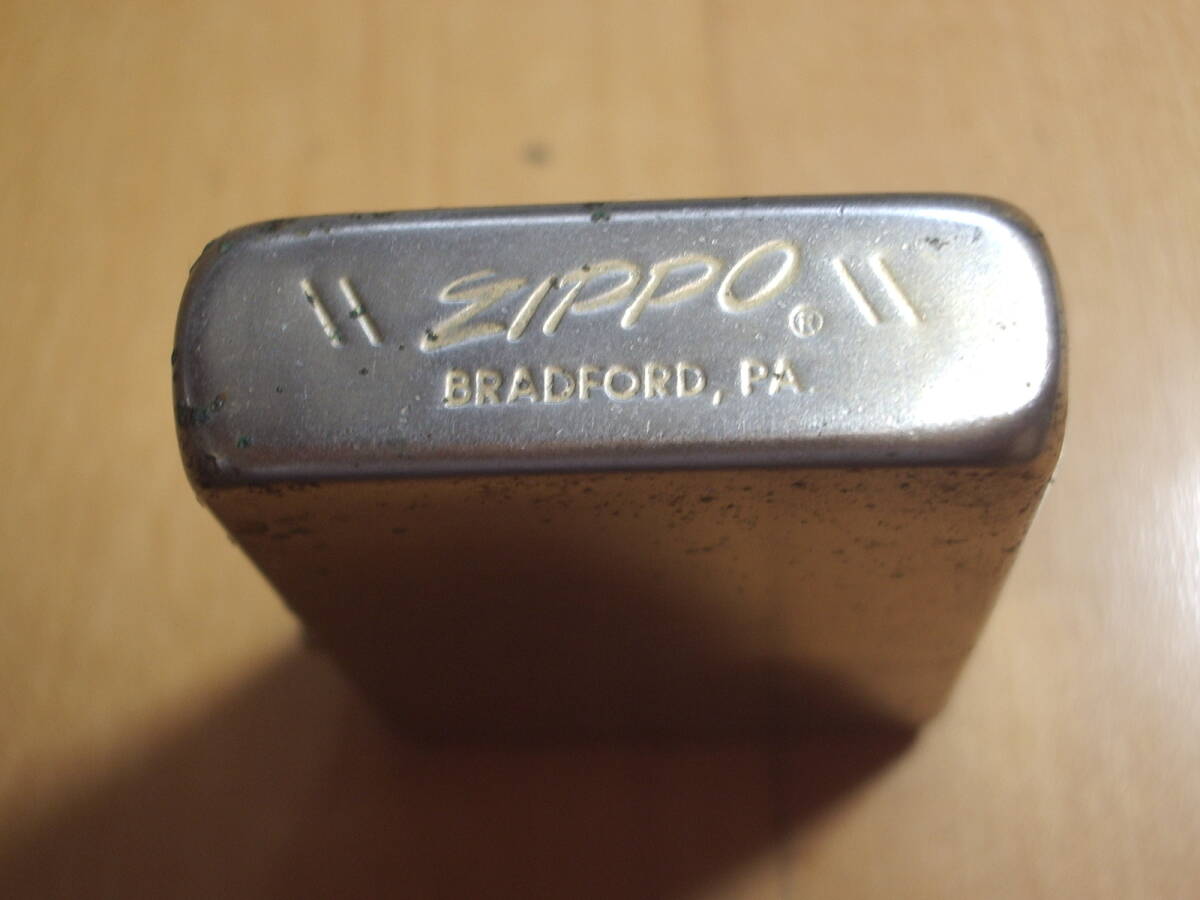 \\ ZIPPO ® \\
BRADFORD, PA.